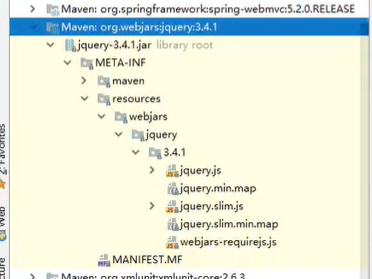 Maven: org.springframework:spring-webmvc:5.2.0.RELEASE
Maven: org.webjars:jquery:3.4.1
jquery-3.4.1.jar library root
META-INF
maven
resources
webjars
jquery
3.4.1
jquery.js
jquery.min.map
jquery.slim.js
jquery.slim.min.map
webjars-requirejs.js
MANIFEST.MF
Maven: org.xmlunit:xmlunit-core:2.6.3
2: Favorites
Web